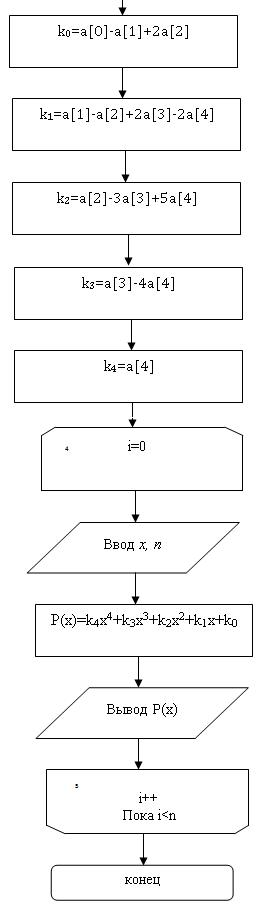 k₀=a[0]-a[1]+2a[2]
k₁=a[1]-a[2]+2a[3]-2a[4]
k₂=a[2]-3a[3]+5a[4]
k₃=a[3]-4a[4]
k₄=a[4]
4
i=0
Ввод x, n
P(x)=k₄x⁴+k₃x³+k₂x²+k₁x+k₀
Вывод P(x)
i++
Пока i<n
конец